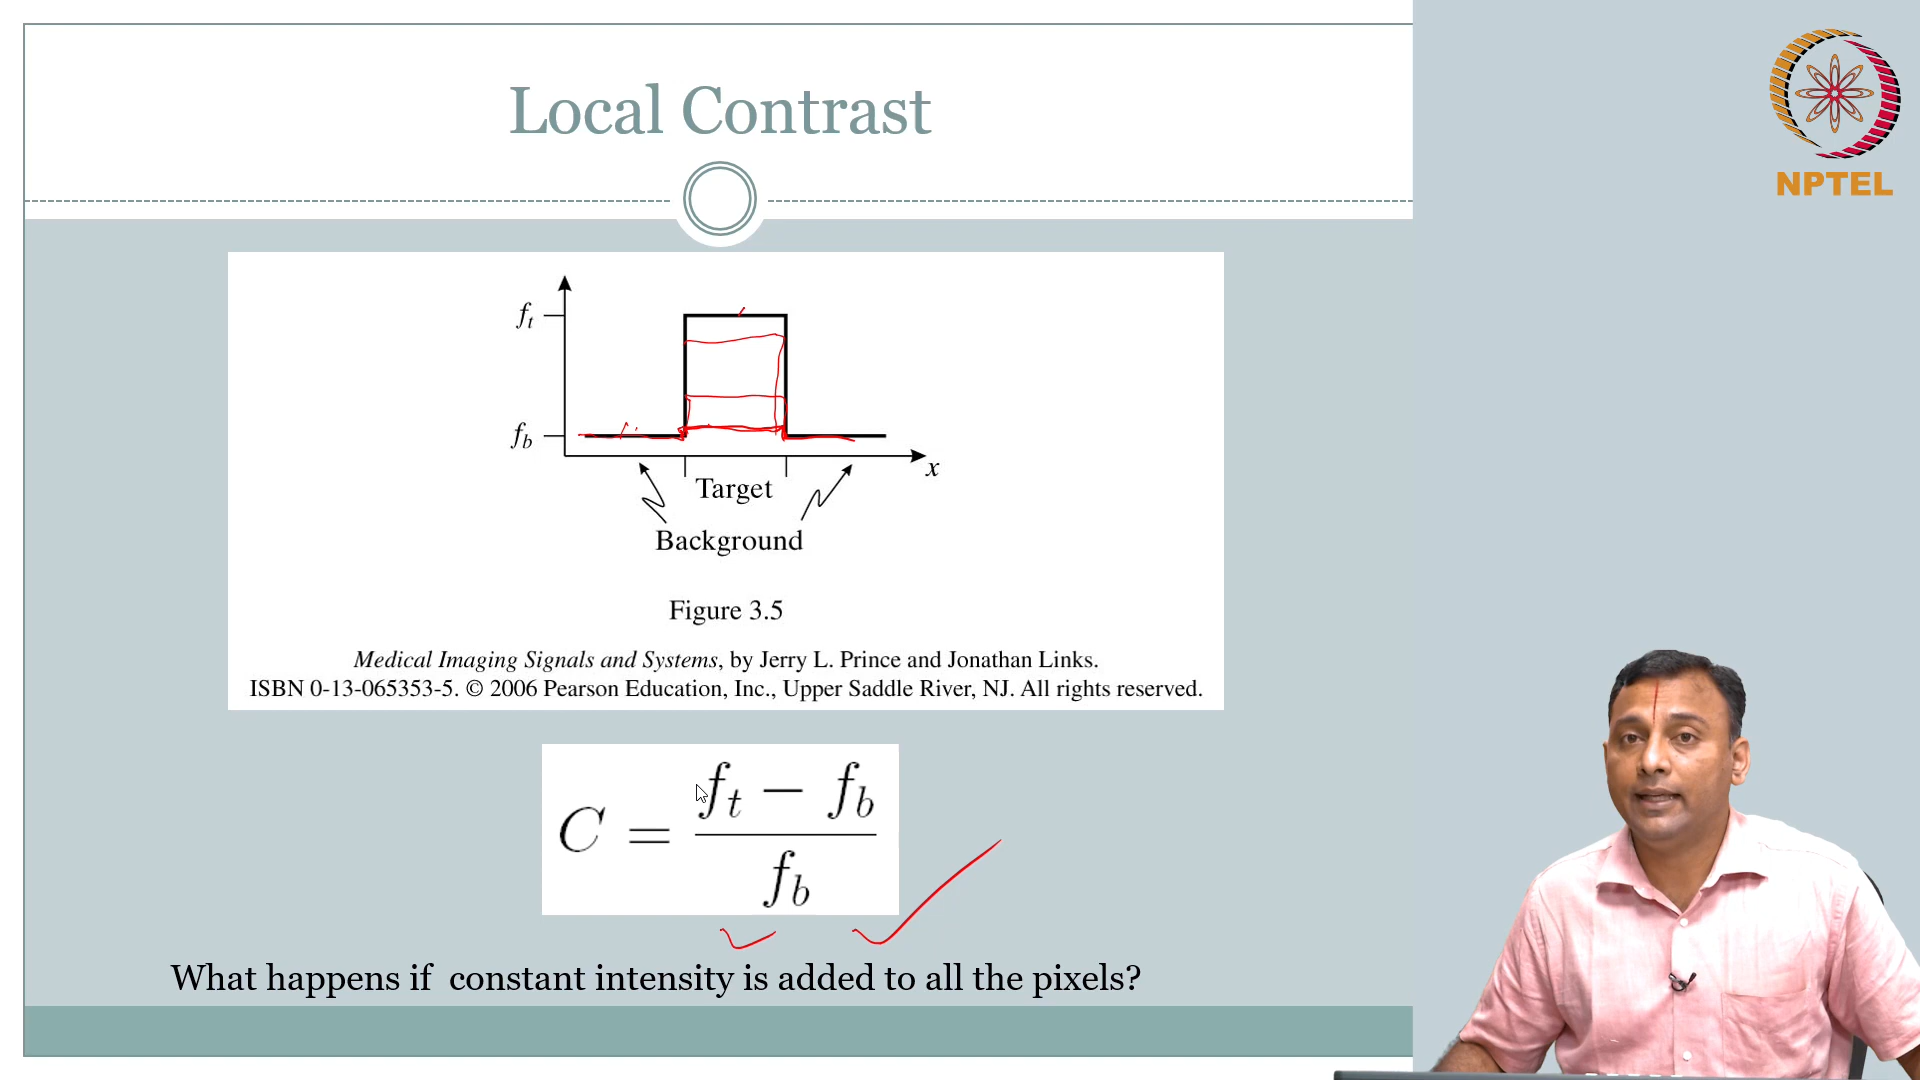 Local Contrast
NPTEL
f_t
f_b
x
Target
Background
Figure 3.5
Medical Imaging Signals and Systems, by Jerry L. Prince and Jonathan Links.
ISBN 0-13-065353-5. © 2006 Pearson Education, Inc., Upper Saddle River, NJ. All rights reserved.
C = \frac{f_t - f_b}{f_b}
What happens if constant intensity is added to all the pixels?